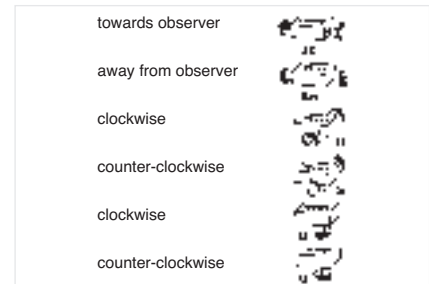 towards observer
away from observer
clockwise
counter-clockwise
clockwise
counter-clockwise